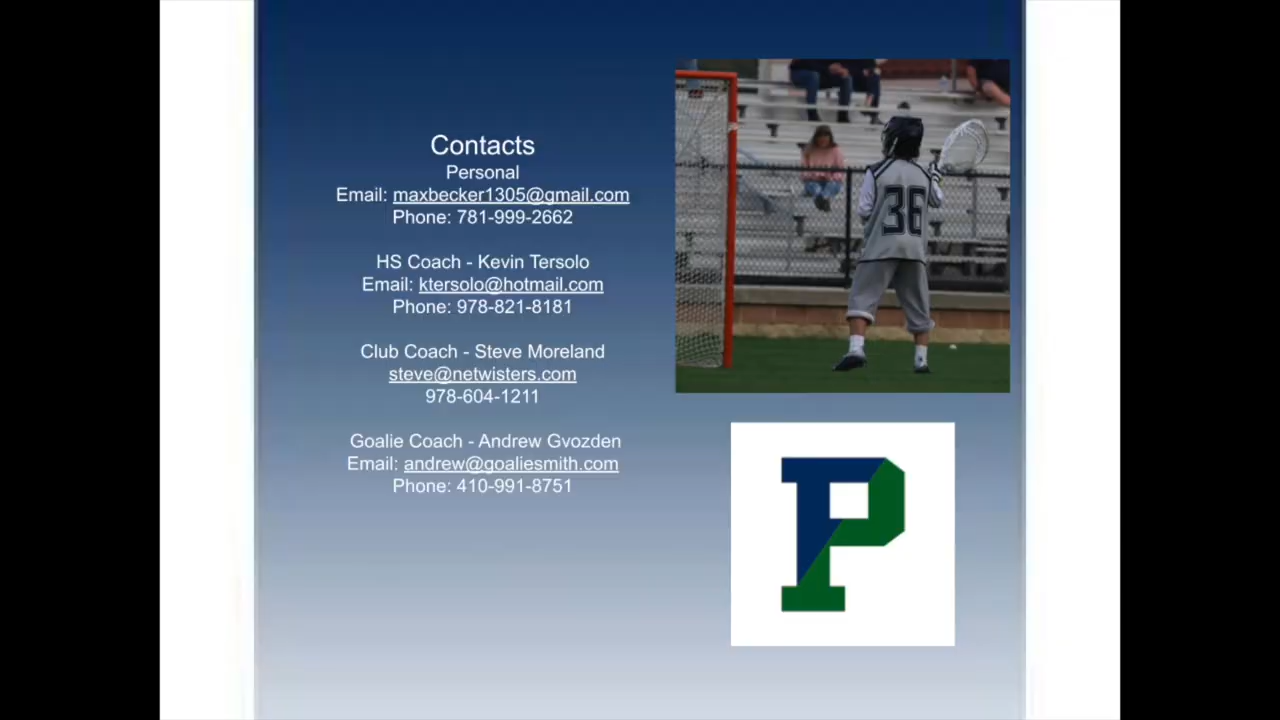 Contacts
Personal
Email: maxbecker1305@gmail.com
Phone: 781-999-2662
HS Coach - Kevin Tersolo
Email: ktersolo@hotmail.com
Phone: 978-821-8181
Club Coach - Steve Moreland
steve@netwisters.com
978-604-1211
Goalie Coach - Andrew Gvozden
Email: andrew@goaliesmith.com
Phone: 410-991-8751
36
P